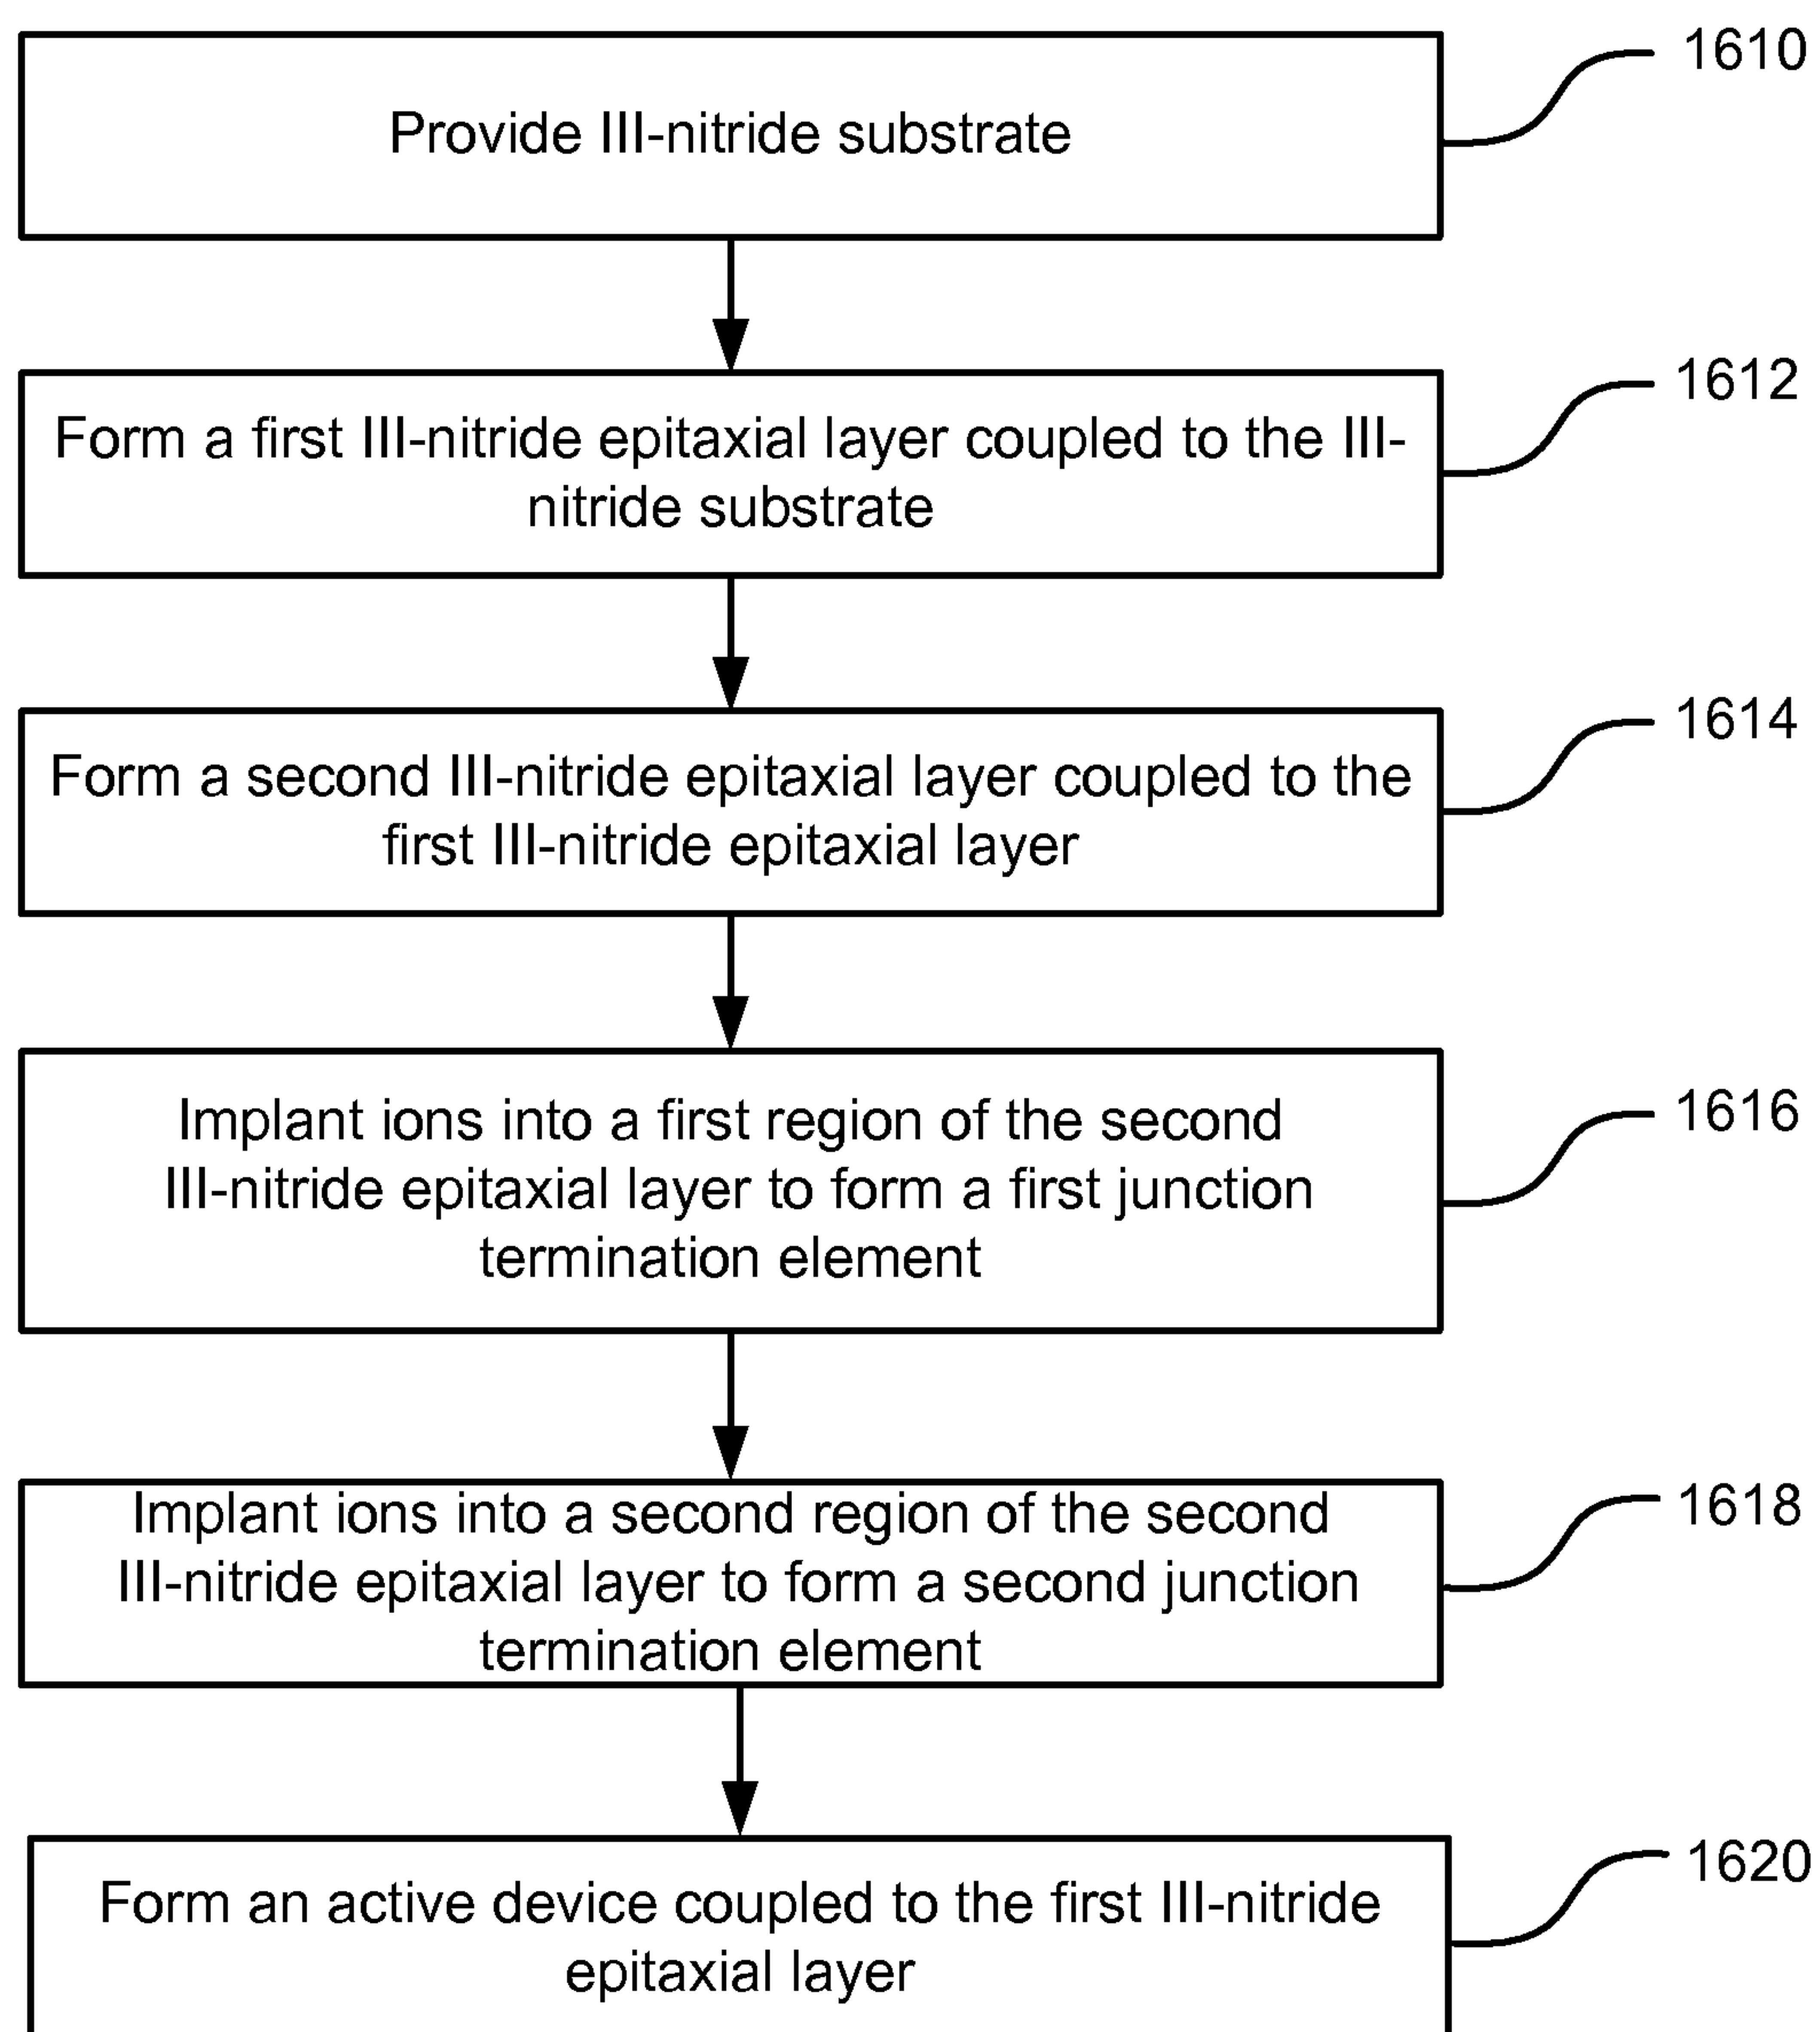 1610
Provide III-nitride substrate
1612
Form a first III-nitride epitaxial layer coupled to the III-
nitride substrate
1614
Form a second III-nitride epitaxial layer coupled to the
first III-nitride epitaxial layer
1616
Implant ions into a first region of the second
III-nitride epitaxial layer to form a first junction
termination element
1618
Implant ions into a second region of the second
III-nitride epitaxial layer to form a second junction
termination element
1620
Form an active device coupled to the first III-nitride
epitaxial layer